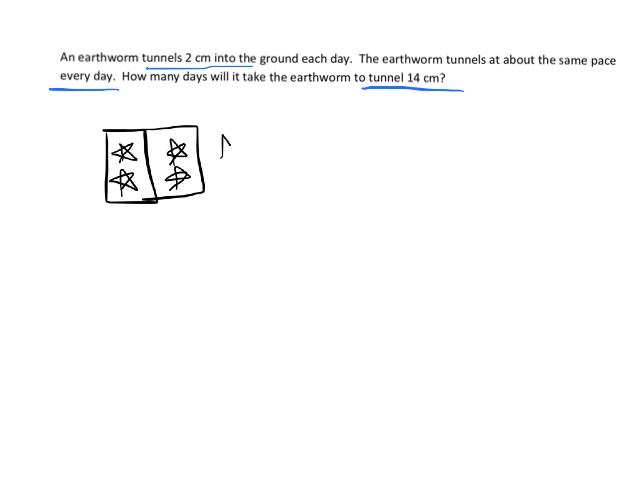 An earthworm tunnels 2 cm into the ground each day. The earthworm tunnels at about the same pace
every day. How many days will it take the earthworm to tunnel 14 cm?